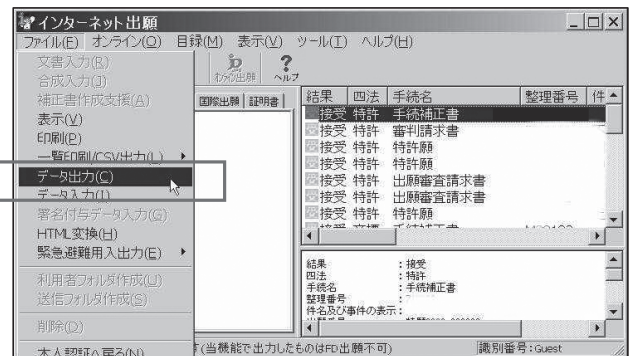 インターネット出願
ファイル(F) オンライン(O) 目録(M) 表示(V) ツール(T) ヘルプ(H)
文書入力(R)
合成入力(J)
補正書作成支援(A)
表示(V)
印刷(P)
一覧印刷/CSV出力(L)
データ出力(C)
データ入力(I)
署名付与データ入力(G)
HTML変換(H)
緊急避難用入出力(E)
利用者フォルダ作成(U)
送信フォルダ作成(S)
削除(D)
本人認証へ戻る(N)
ヘルプ
国際出願 証明書
結果 四法 手続名 整理番号 件
接受 特許 手続補正書
接受 特許 審判請求書
接受 特許 特許願
接受 特許 特許願
接受 特許 出願審査請求書
接受 特許 出願審査請求書
接受 特許 特許願
結果 :接受
四法 :特許
手続名 :手続補正書
整理番号 :
件名及び事件の表示:
(当機能で出力したものはFD出願不可)
識別番号:Guest